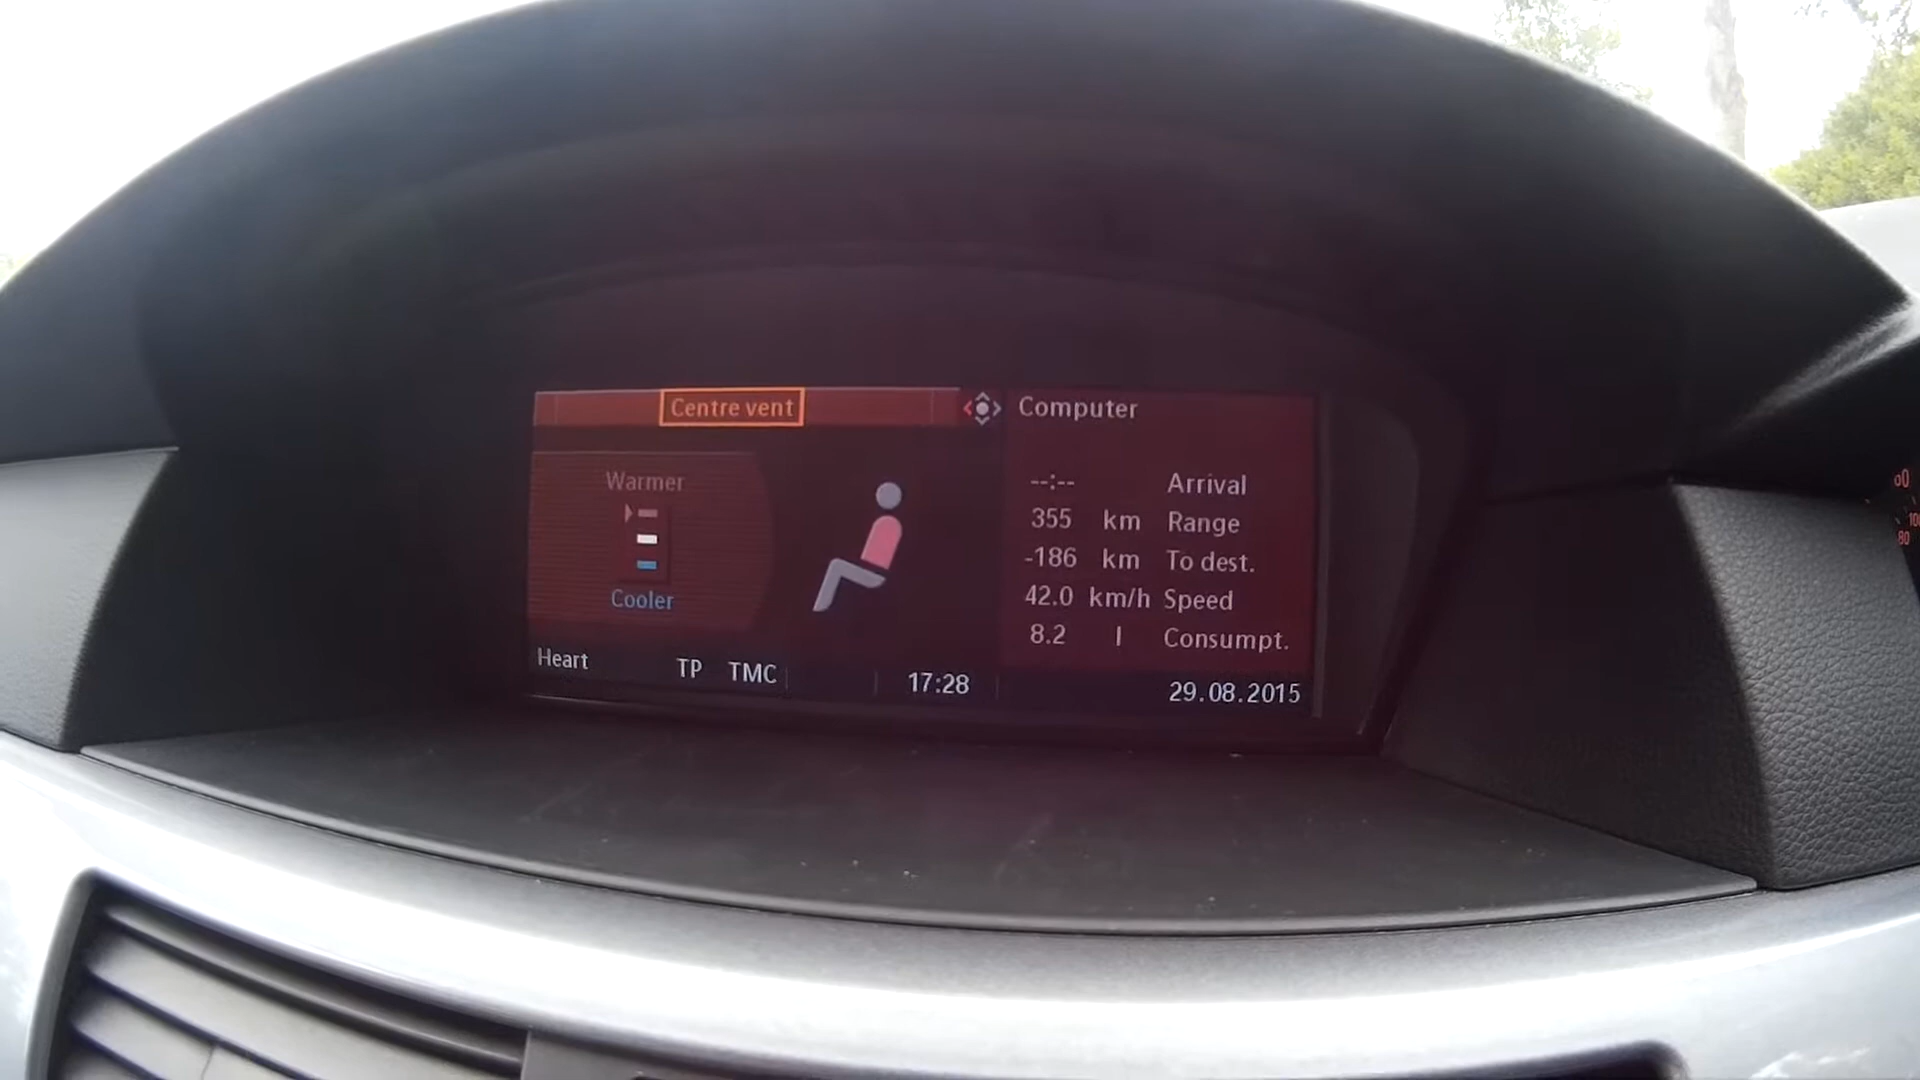 Centre vent
Computer
Warmer
Cooler
--:-- Arrival
355 km Range
-186 km To dest.
42.0 km/h Speed
8.2 l Consumpt.
Heart TP TMC 17:28 29.08.2015
80